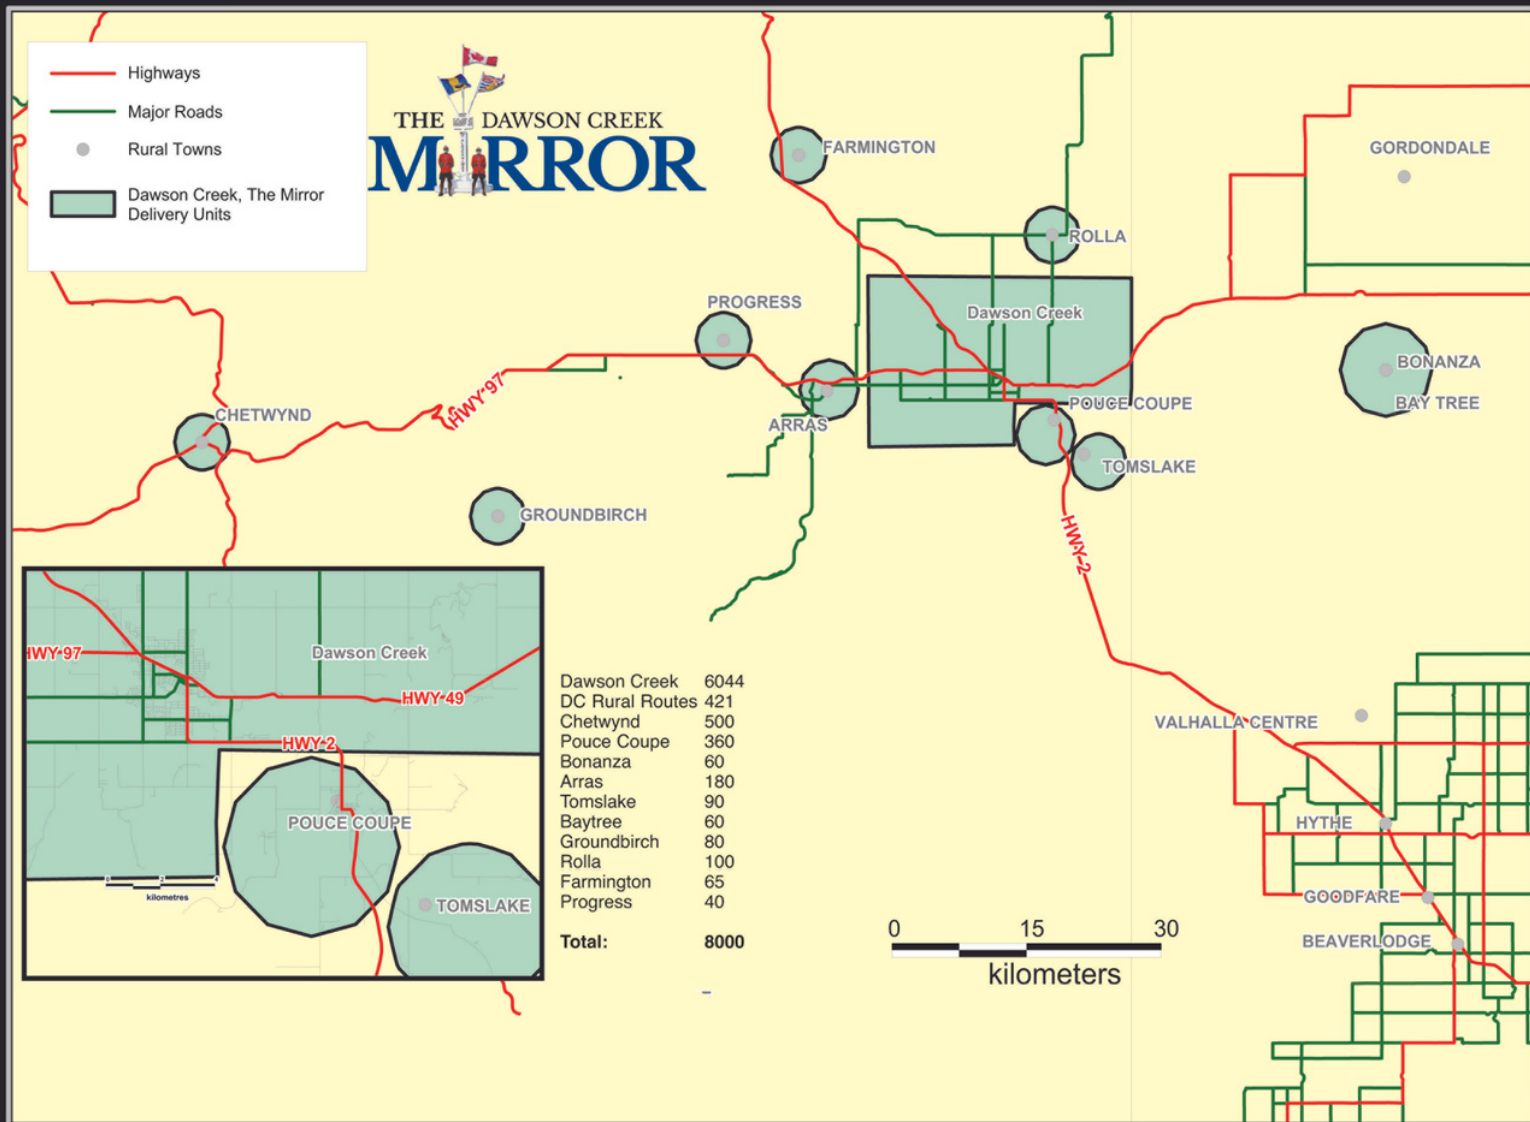 Highways
Major Roads
Rural Towns
Dawson Creek, The Mirror
Delivery Units
THE DAWSON CREEK
MIRROR
FARMINGTON
GORDONDALE
ROLLA
PROGRESS
Dawson Creek
BONANZA
HWY 97
POUCE COUPE
BAY TREE
CHETWYND
ARRAS
TOMSLAKE
GROUNDBIRCH
HWY 2
HWY 97
Dawson Creek
HWY 49
HWY 2
POUCE COUPE
TOMSLAKE
0 2 4
kilometres
Dawson Creek 6044
DC Rural Routes 421
Chetwynd 500
Pouce Coupe 360
Bonanza 60
Arras 180
Tomslake 90
Baytree 60
Groundbirch 80
Rolla 100
Farmington 65
Progress 40
Total: 8000
–
0 15 30
kilometers
VALHALLA CENTRE
HYTHE
GOODFARE
BEAVERLODGE